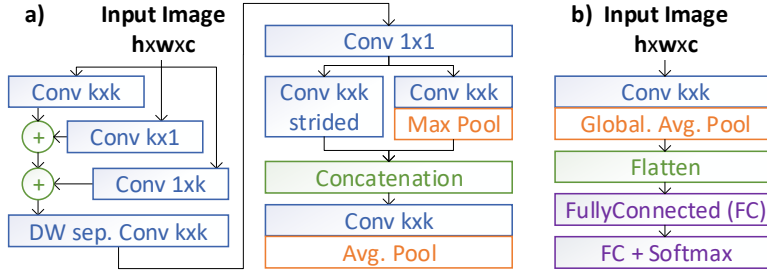 a)
Input Image
hxwxc
Conv kxk
+
Conv kx1
+
Conv 1xk
DW sep. Conv kxk
Conv 1x1
Conv kxk
strided
Conv kxk
Max Pool
Concatenation
Conv kxk
Avg. Pool
b)
Input Image
hxwxc
Conv kxk
Global. Avg. Pool
Flatten
FullyConnected (FC)
FC + Softmax